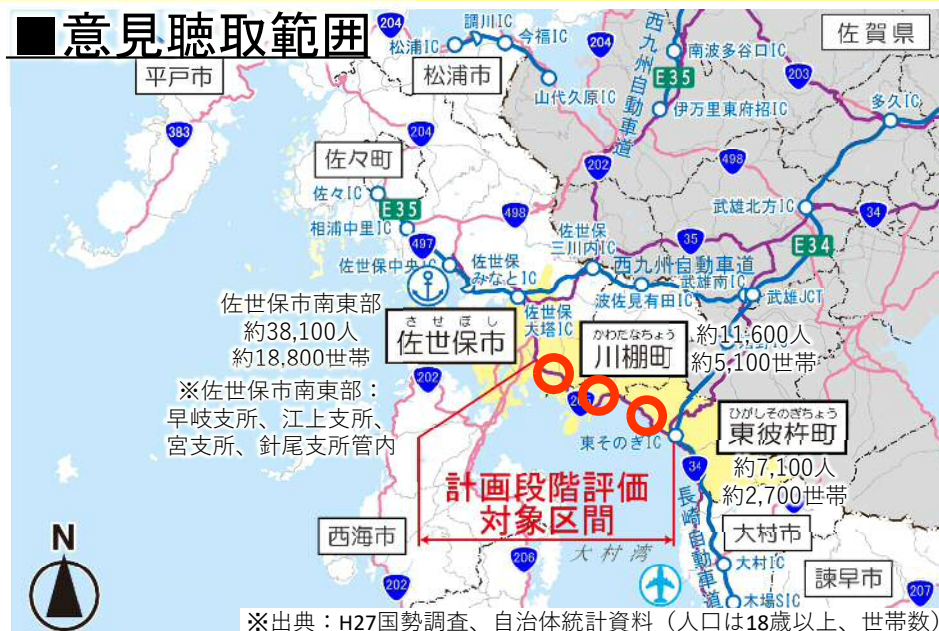 ■意見聴取範囲
平戸市
松浦IC
調川IC
今福IC
松浦市
山代久原IC
204
204
204
383
佐々町
佐々IC
E35
相浦中里IC
497
498
佐世保中央IC
佐世保
みなとIC
佐賀県
203
西九州自動車道
E35
南波多谷口IC
伊万里東府招IC
多久IC
202
498
武雄北方IC
34
E34
35
佐世保
三川内IC
西九州自動車道
波佐見有田IC
武雄南IC
武雄JCT
佐世保市南東部
約38,100人
約18,800世帯
※佐世保市南東部:
早岐支所、江上支所、
宮支所、針尾支所管内
させぼし
佐世保市
佐世保
大塔IC
かわたなちょう
川棚町
約11,600人
約5,100世帯
202
東そのぎIC
ひがしそのぎちょう
東彼杵町
約7,100人
約2,700世帯
計画段階評価
対象区間
34
長崎自動車道
西海市
202
206
大村湾
大村市
大村IC
諫早市
木場SIC
207
N
※出典:H27国勢調査、自治体統計資料(人口は18歳以上、世帯数)